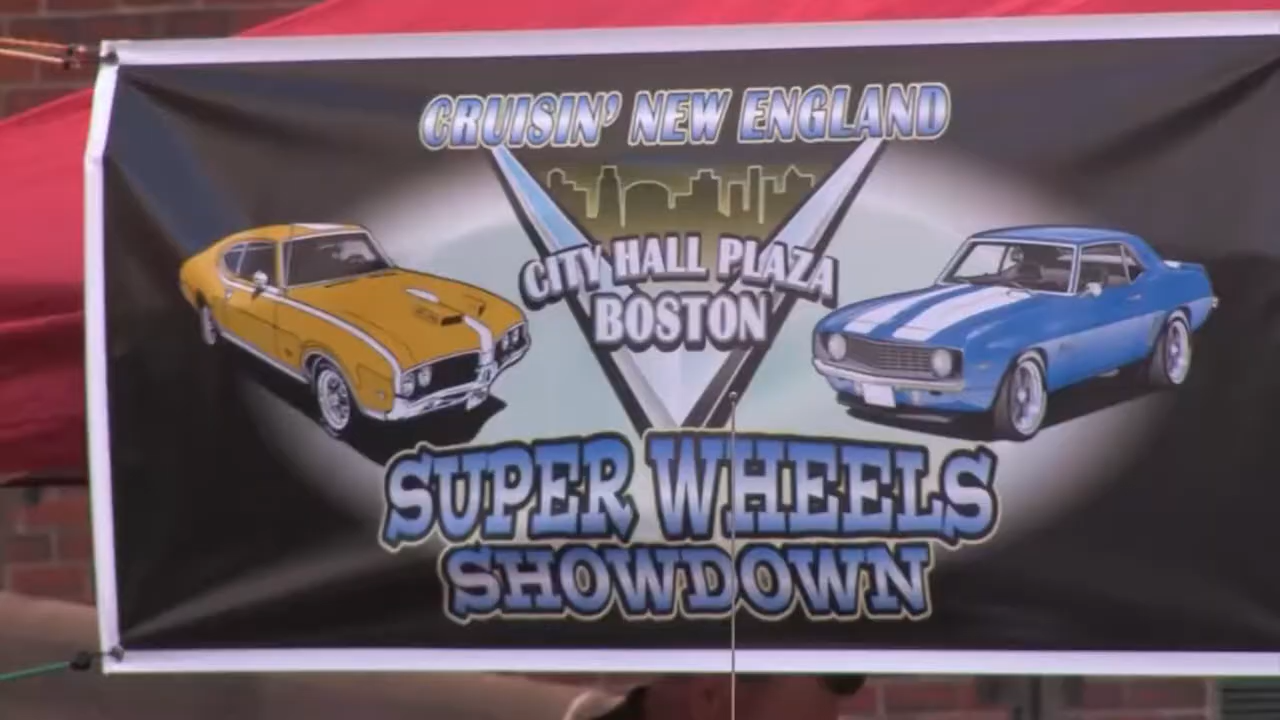 CRUISIN' NEW ENGLAND
CITY HALL PLAZA
BOSTON
SUPER WHEELS
SHOWDOWN